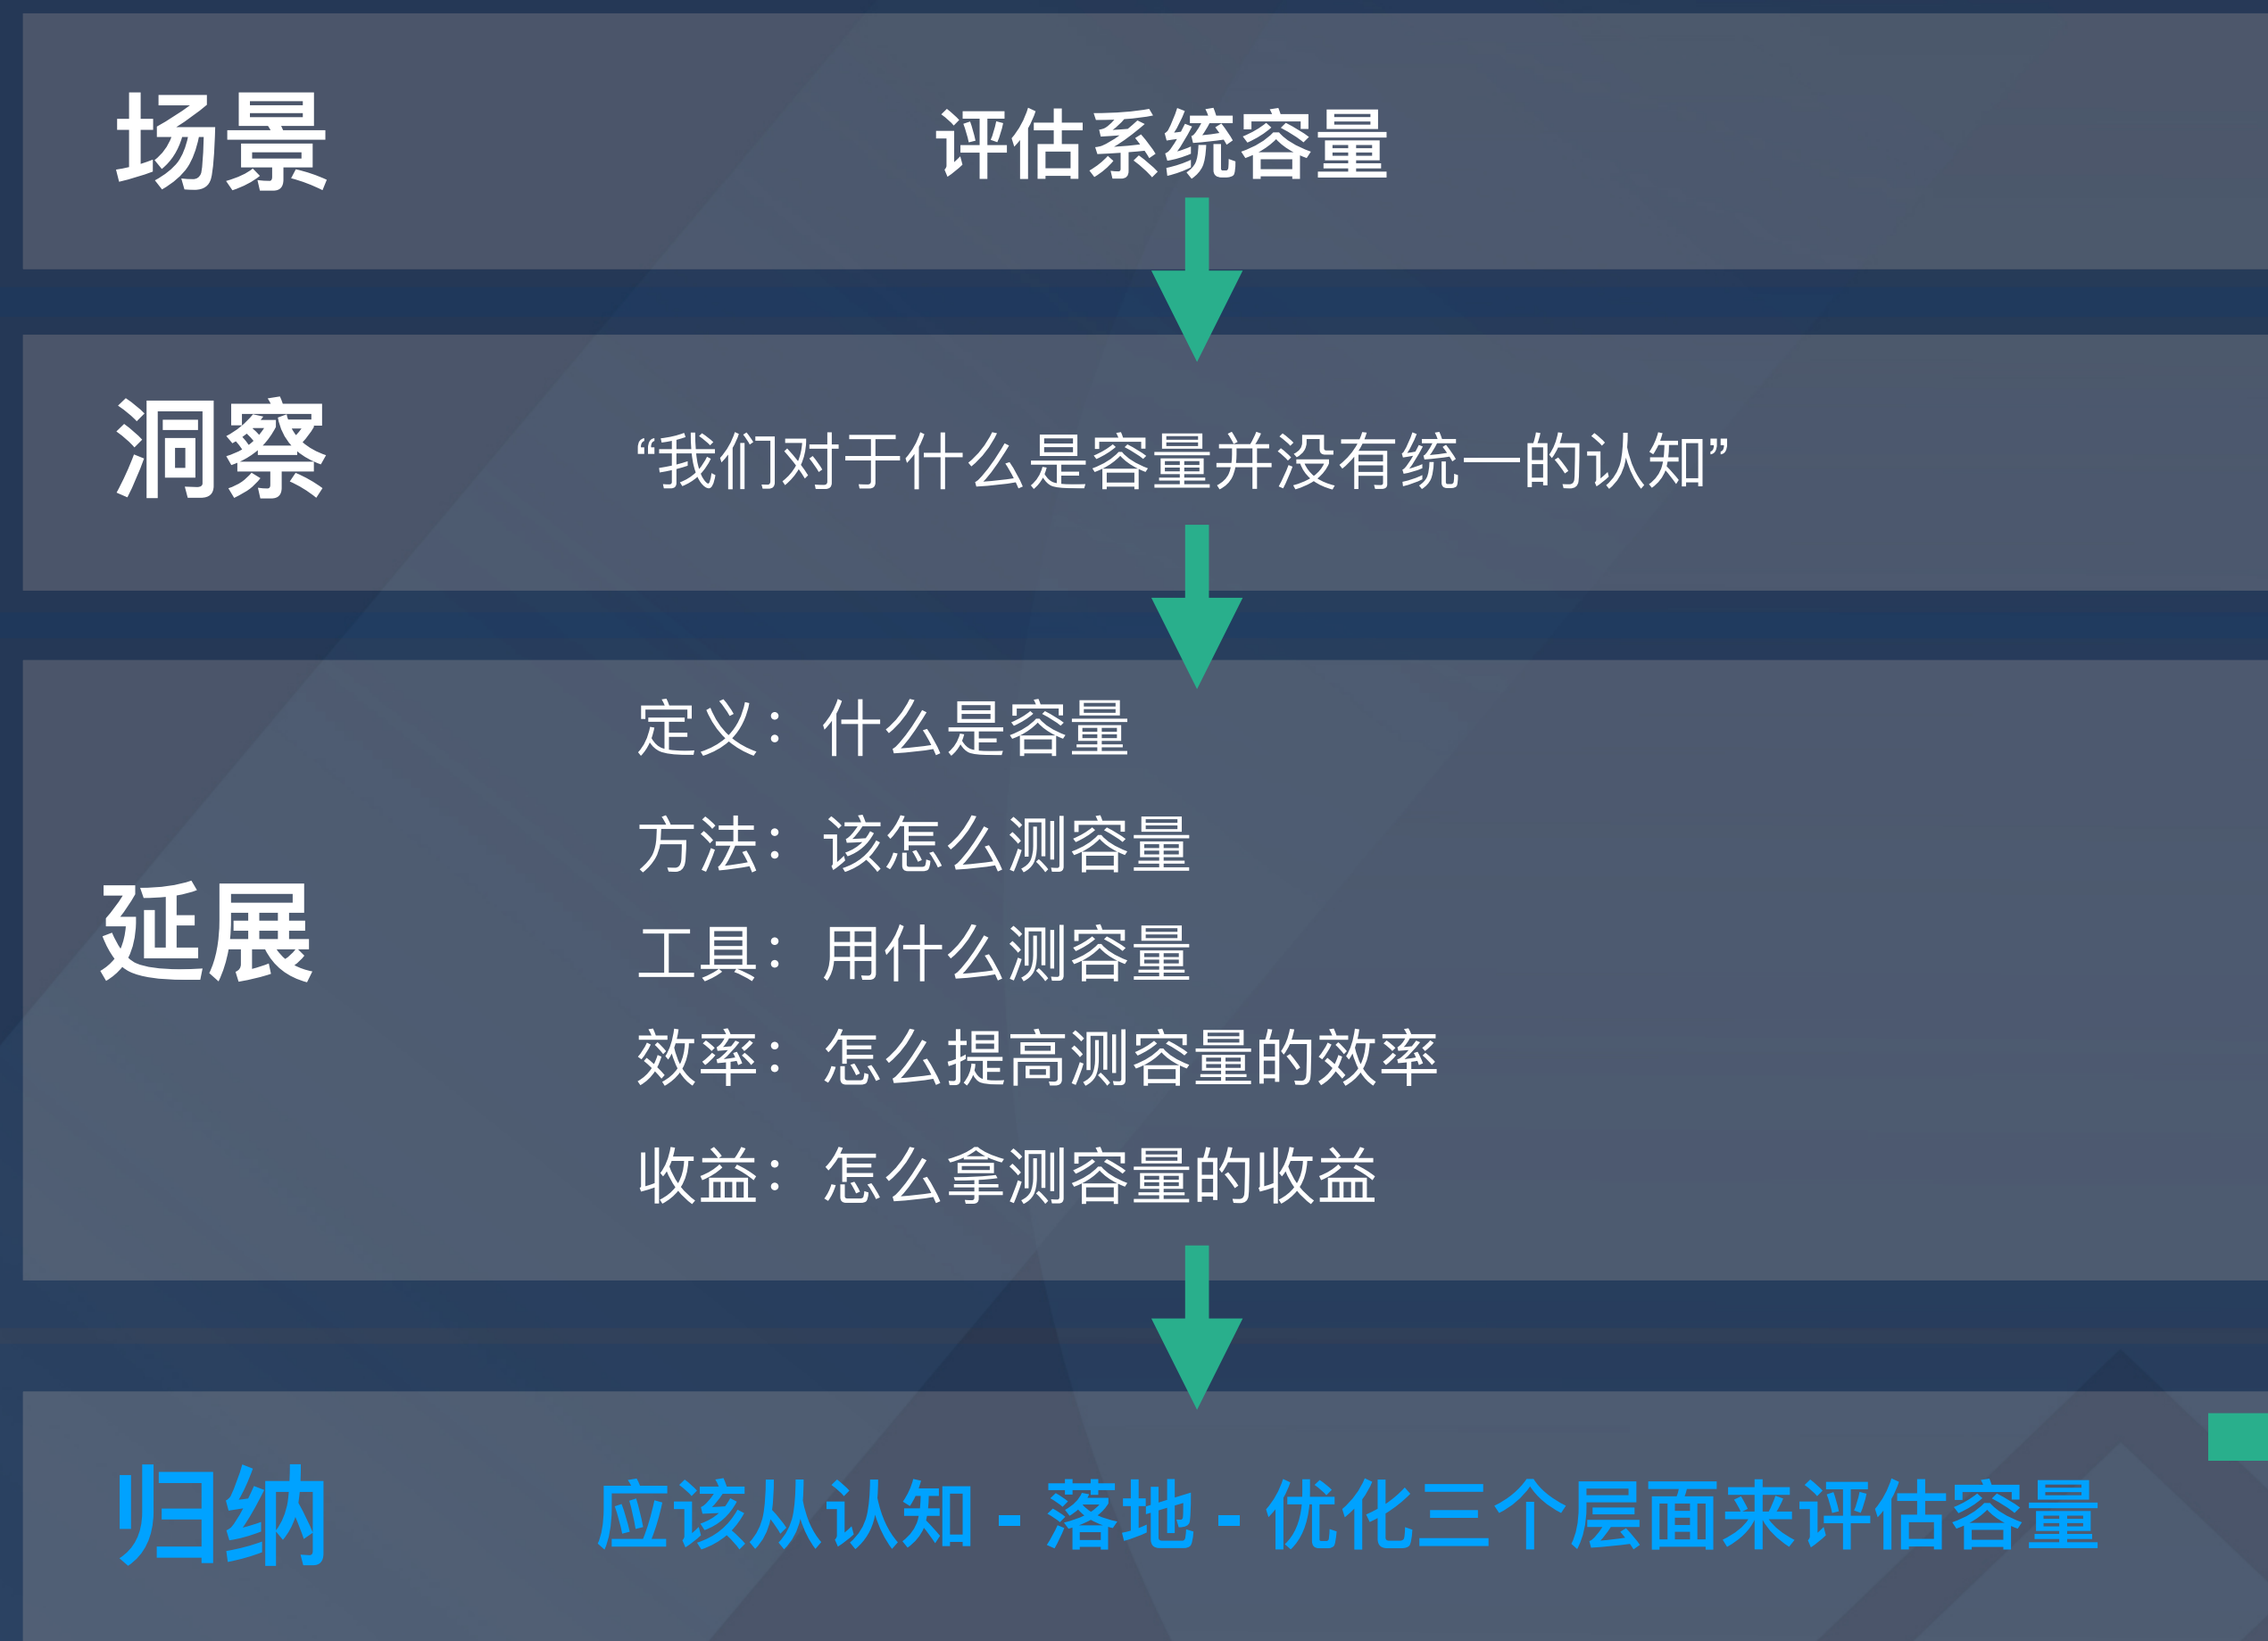 场景
评估系统容量
洞察
“我们对于什么是容量并没有统一的认知”
延展
定义：什么是容量
方法：该怎么测容量
工具：用什么测容量
效率：怎么提高测容量的效率
收益：怎么拿测容量的收益
归纳
应该从认知 - 落地 - 优化三个层面来评估容量